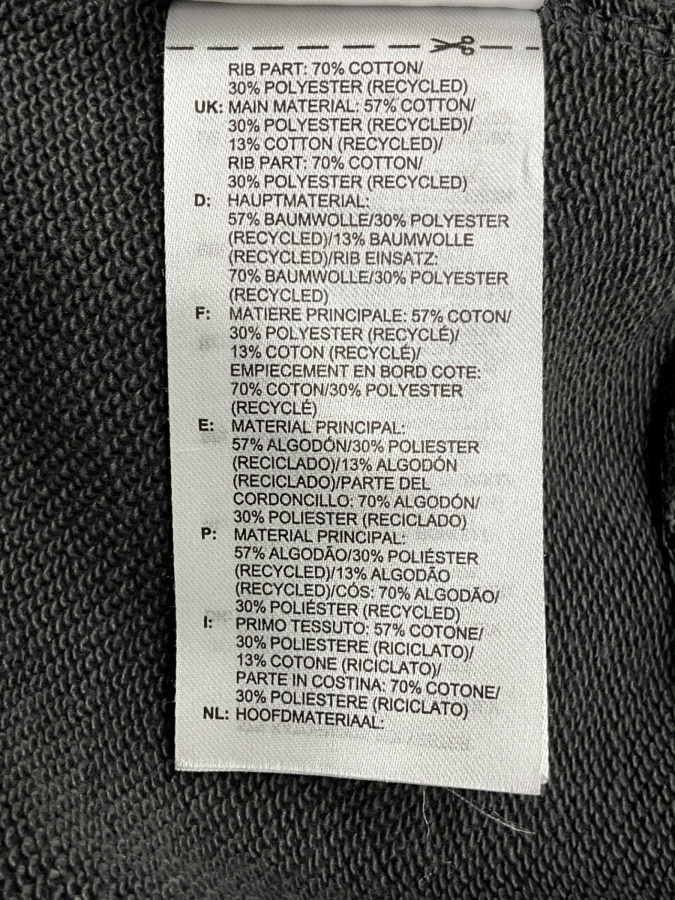 RIB PART: 70% COTTON/
30% POLYESTER (RECYCLED)
UK: MAIN MATERIAL: 57% COTTON/
30% POLYESTER (RECYCLED)/
13% COTTON (RECYCLED)/
RIB PART: 70% COTTON/
30% POLYESTER (RECYCLED)
D: HAUPTMATERIAL:
57% BAUMWOLLE/30% POLYESTER
(RECYCLED)/13% BAUMWOLLE
(RECYCLED)/RIB EINSATZ:
70% BAUMWOLLE/30% POLYESTER
(RECYCLED)
F: MATIERE PRINCIPALE: 57% COTON/
30% POLYESTER (RECYCLÉ)/
13% COTON (RECYCLÉ)/
EMPIECEMENT EN BORD COTE:
70% COTON/30% POLYESTER
(RECYCLÉ)
E: MATERIAL PRINCIPAL:
57% ALGODÓN/30% POLIESTER
(RECICLADO)/13% ALGODÓN
(RECICLADO)/PARTE DEL
CORDONCILLO: 70% ALGODÓN/
30% POLIESTER (RECICLADO)
P: MATERIAL PRINCIPAL:
57% ALGODÃO/30% POLIÉSTER
(RECYCLED)/13% ALGODÃO
(RECYCLED)/CÓS: 70% ALGODÃO/
30% POLIÉSTER (RECYCLED)
I: PRIMO TESSUTO: 57% COTONE/
30% POLIESTERE (RICICLATO)/
13% COTONE (RICICLATO)/
PARTE IN COSTINA: 70% COTONE/
30% POLIESTERE (RICICLATO)
NL: HOOFDMATERIAAL: